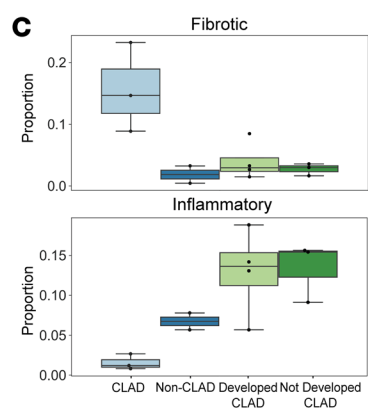 C
Fibrotic
Proportion
0.2
0.1
0.0
Inflammatory
Proportion
0.15
0.10
0.05
0.00
CLAD Non-CLAD Developed Not Developed
CLAD CLAD